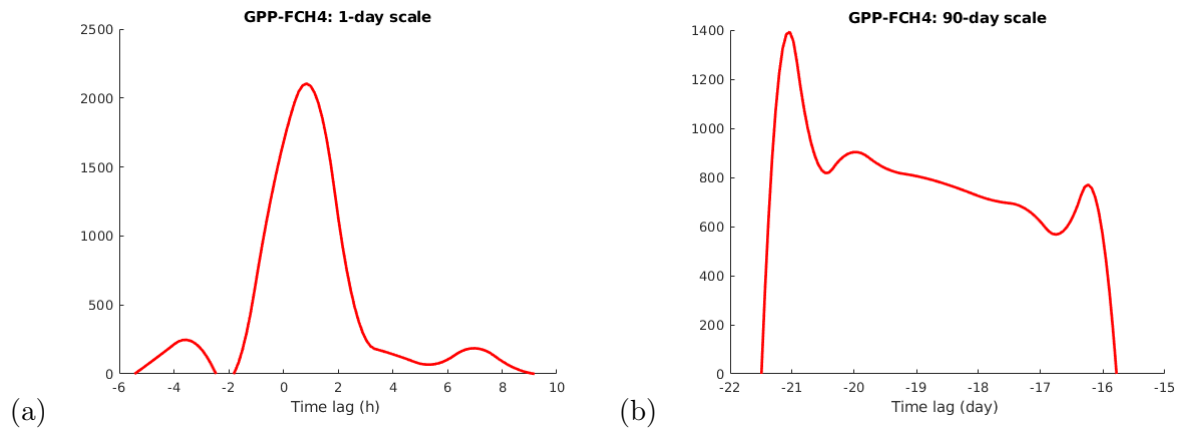 GPP-FCH4: 1-day scale
2500
2000
1500
1000
500
0
-6 -4 -2 0 2 4 6 8 10
Time lag (h)
(a)
GPP-FCH4: 90-day scale
1400
1200
1000
800
600
400
200
0
-22 -21 -20 -19 -18 -17 -16 -15
Time lag (day)
(b)